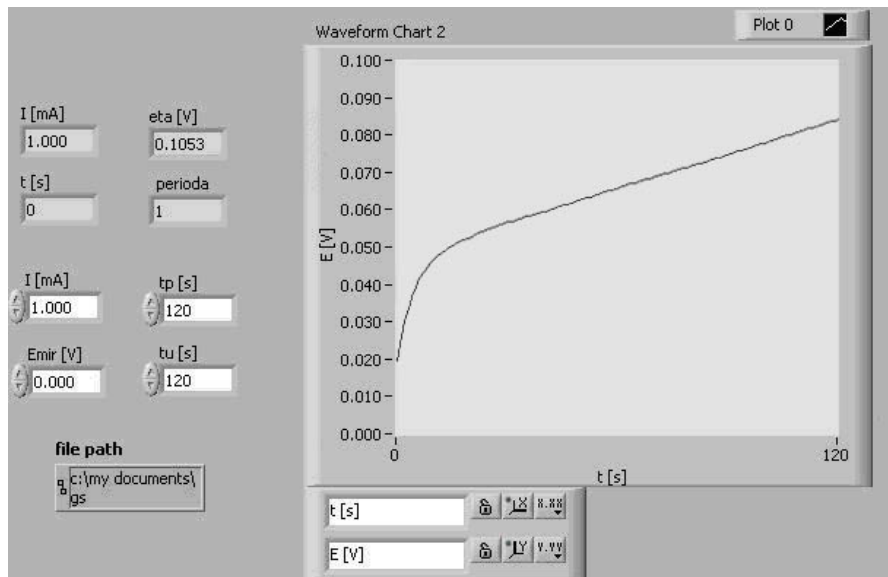 Waveform Chart 2
Plot 0
I [mA]
1.000
eta [V]
0.1053
t [s]
0
perioda
1
I [mA]
1.000
tp [s]
120
Emir [V]
0.000
tu [s]
120
file path
c:\my documents\
gs
E [V]
0.100
0.090
0.080
0.070
0.060
0.050
0.040
0.030
0.020
0.010
0.000
0
120
t [s]
t [s]
X
X.XX
E [V]
Y
Y.YY